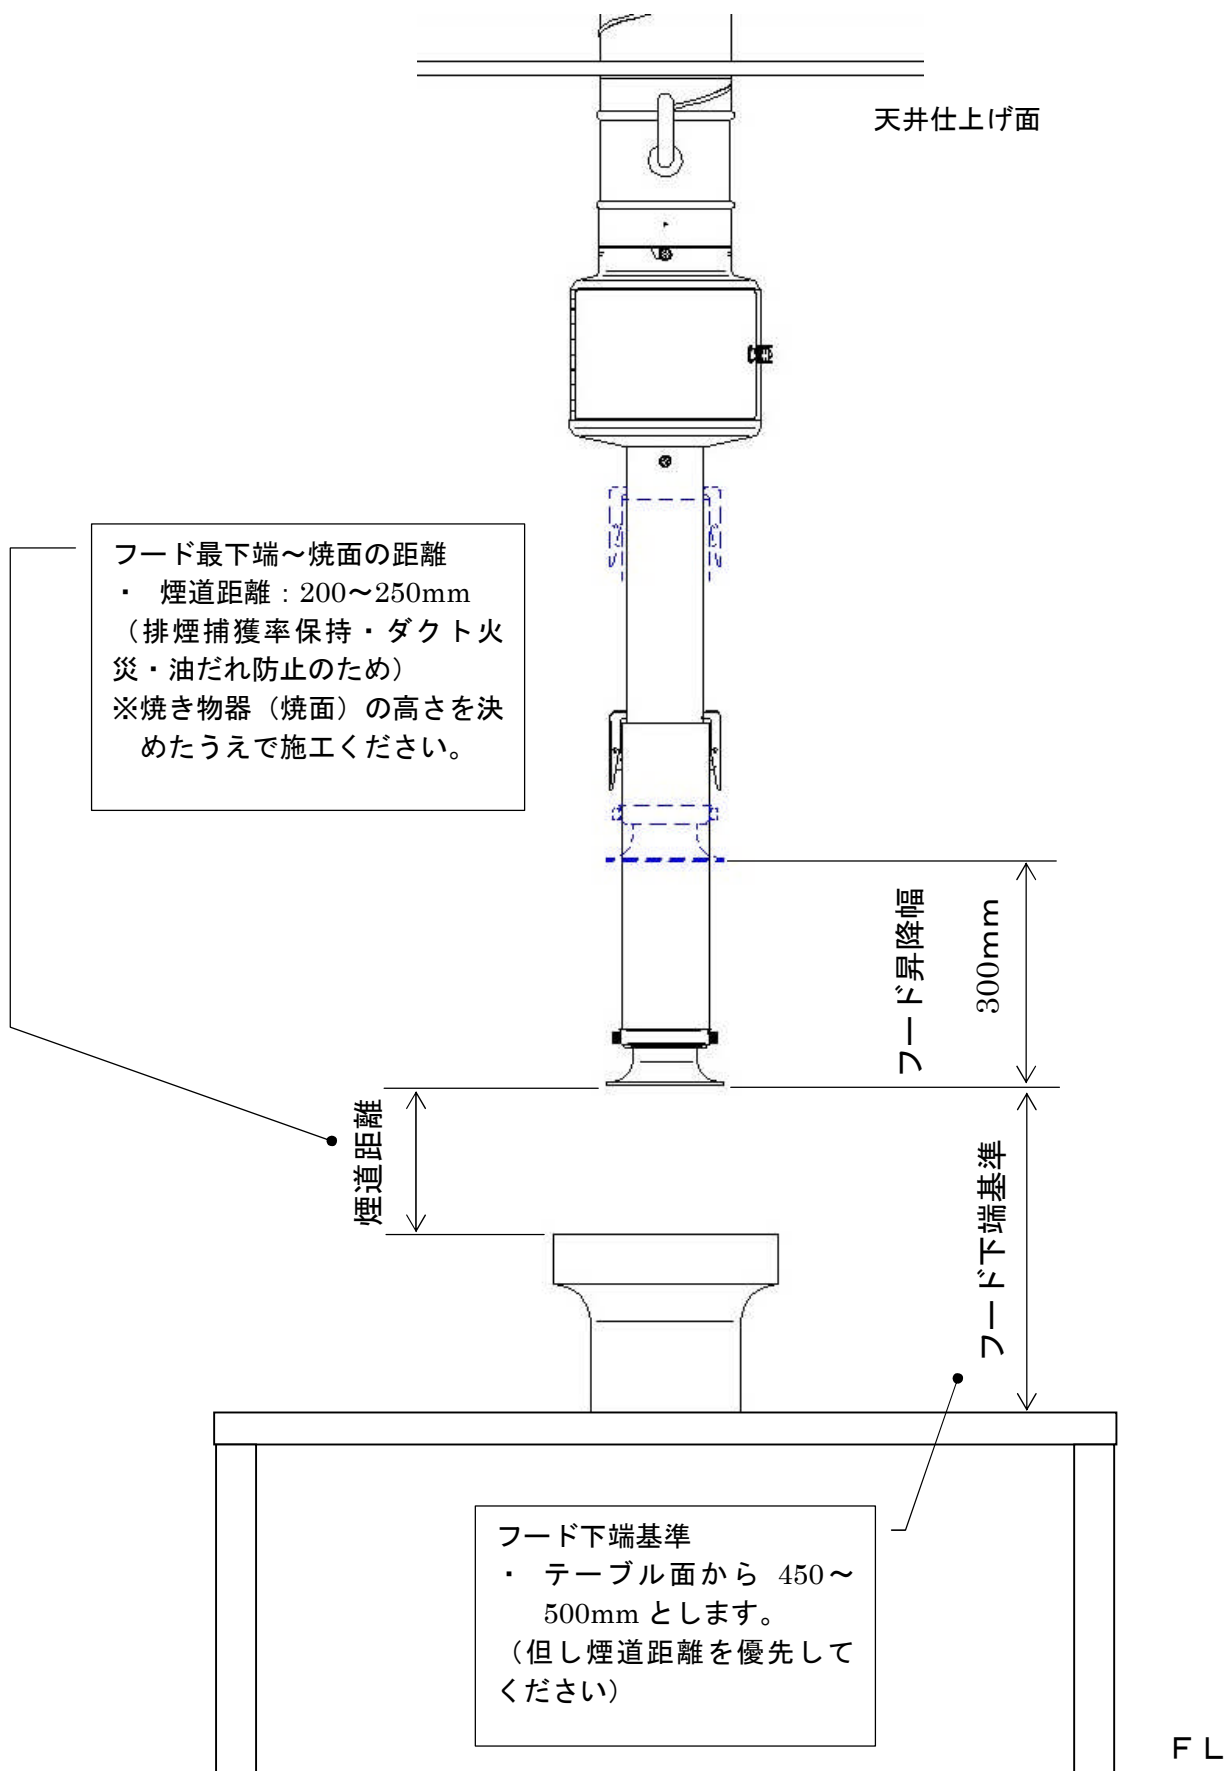 天井仕上げ面
フード最下端～焼面の距離
・ 煙道距離：200～250mm
（排煙捕獲率保持・ダクト火
災・油だれ防止のため）
※焼き物器（焼面）の高さを決
めたうえで施工ください。
フード昇降幅
300mm
煙道距離
フード下端基準
フード下端基準
・ テーブル面から 450～
500mm とします。
（但し煙道距離を優先して
ください）
ＦＬ